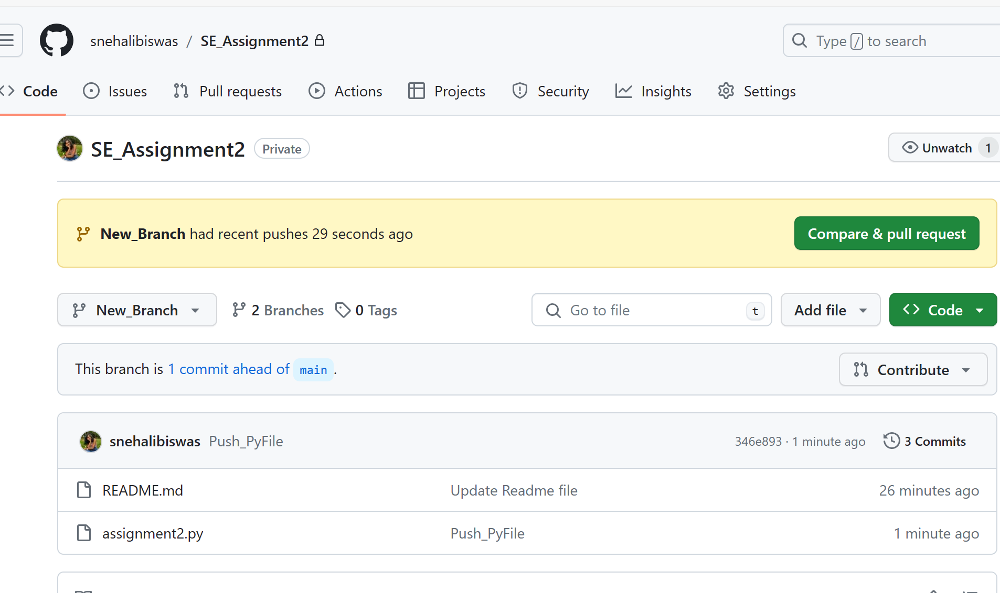 snehalibiswas / SE_Assignment2
Type / to search
Code Issues Pull requests Actions Projects Security Insights Settings
SE_Assignment2 Private
Unwatch 1
New_Branch had recent pushes 29 seconds ago
Compare & pull request
New_Branch 2 Branches 0 Tags
Go to file t
Add file
Code
This branch is 1 commit ahead of main.
Contribute
snehalibiswas Push_PyFile
346e893 · 1 minute ago 3 Commits
README.md Update Readme file 26 minutes ago
assignment2.py Push_PyFile 1 minute ago